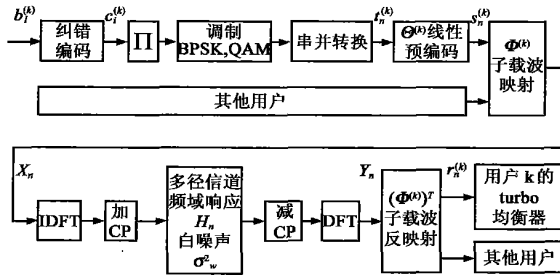 b_i^(k)
c_i^(k)
纠错
编码
Π
调制
BPSK,QAM
串并转换
t_n^(k)
Θ^(k)线性
预编码
s_n^(k)
Φ^(k)
子载波
映射
其他用户
X_n
IDFT
加
CP
多径信道
频域响应
H_n
白噪声
σ²_w
减
CP
DFT
Y_n
(Φ^(k))^T
子载波
反映射
r_n^(k)
用户 k 的
turbo
均衡器
其他用户